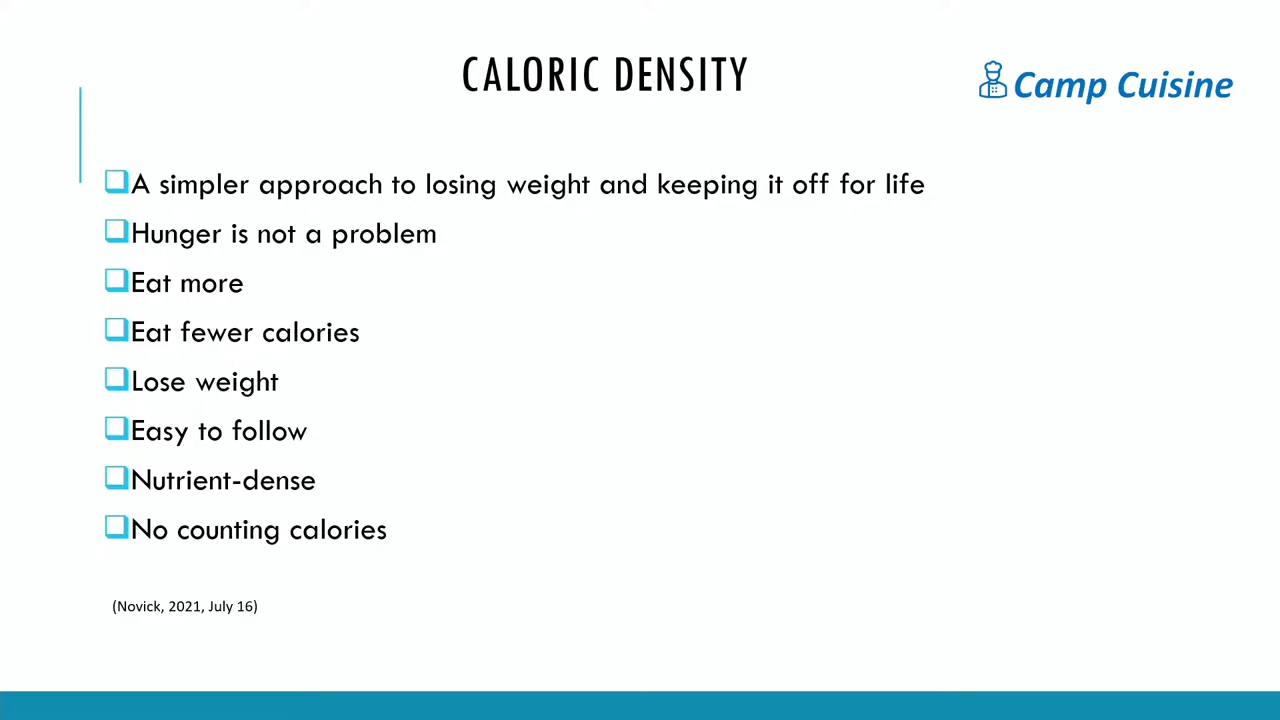 CALORIC DENSITY
Camp Cuisine
A simpler approach to losing weight and keeping it off for life
Hunger is not a problem
Eat more
Eat fewer calories
Lose weight
Easy to follow
Nutrient-dense
No counting calories
(Novick, 2021, July 16)